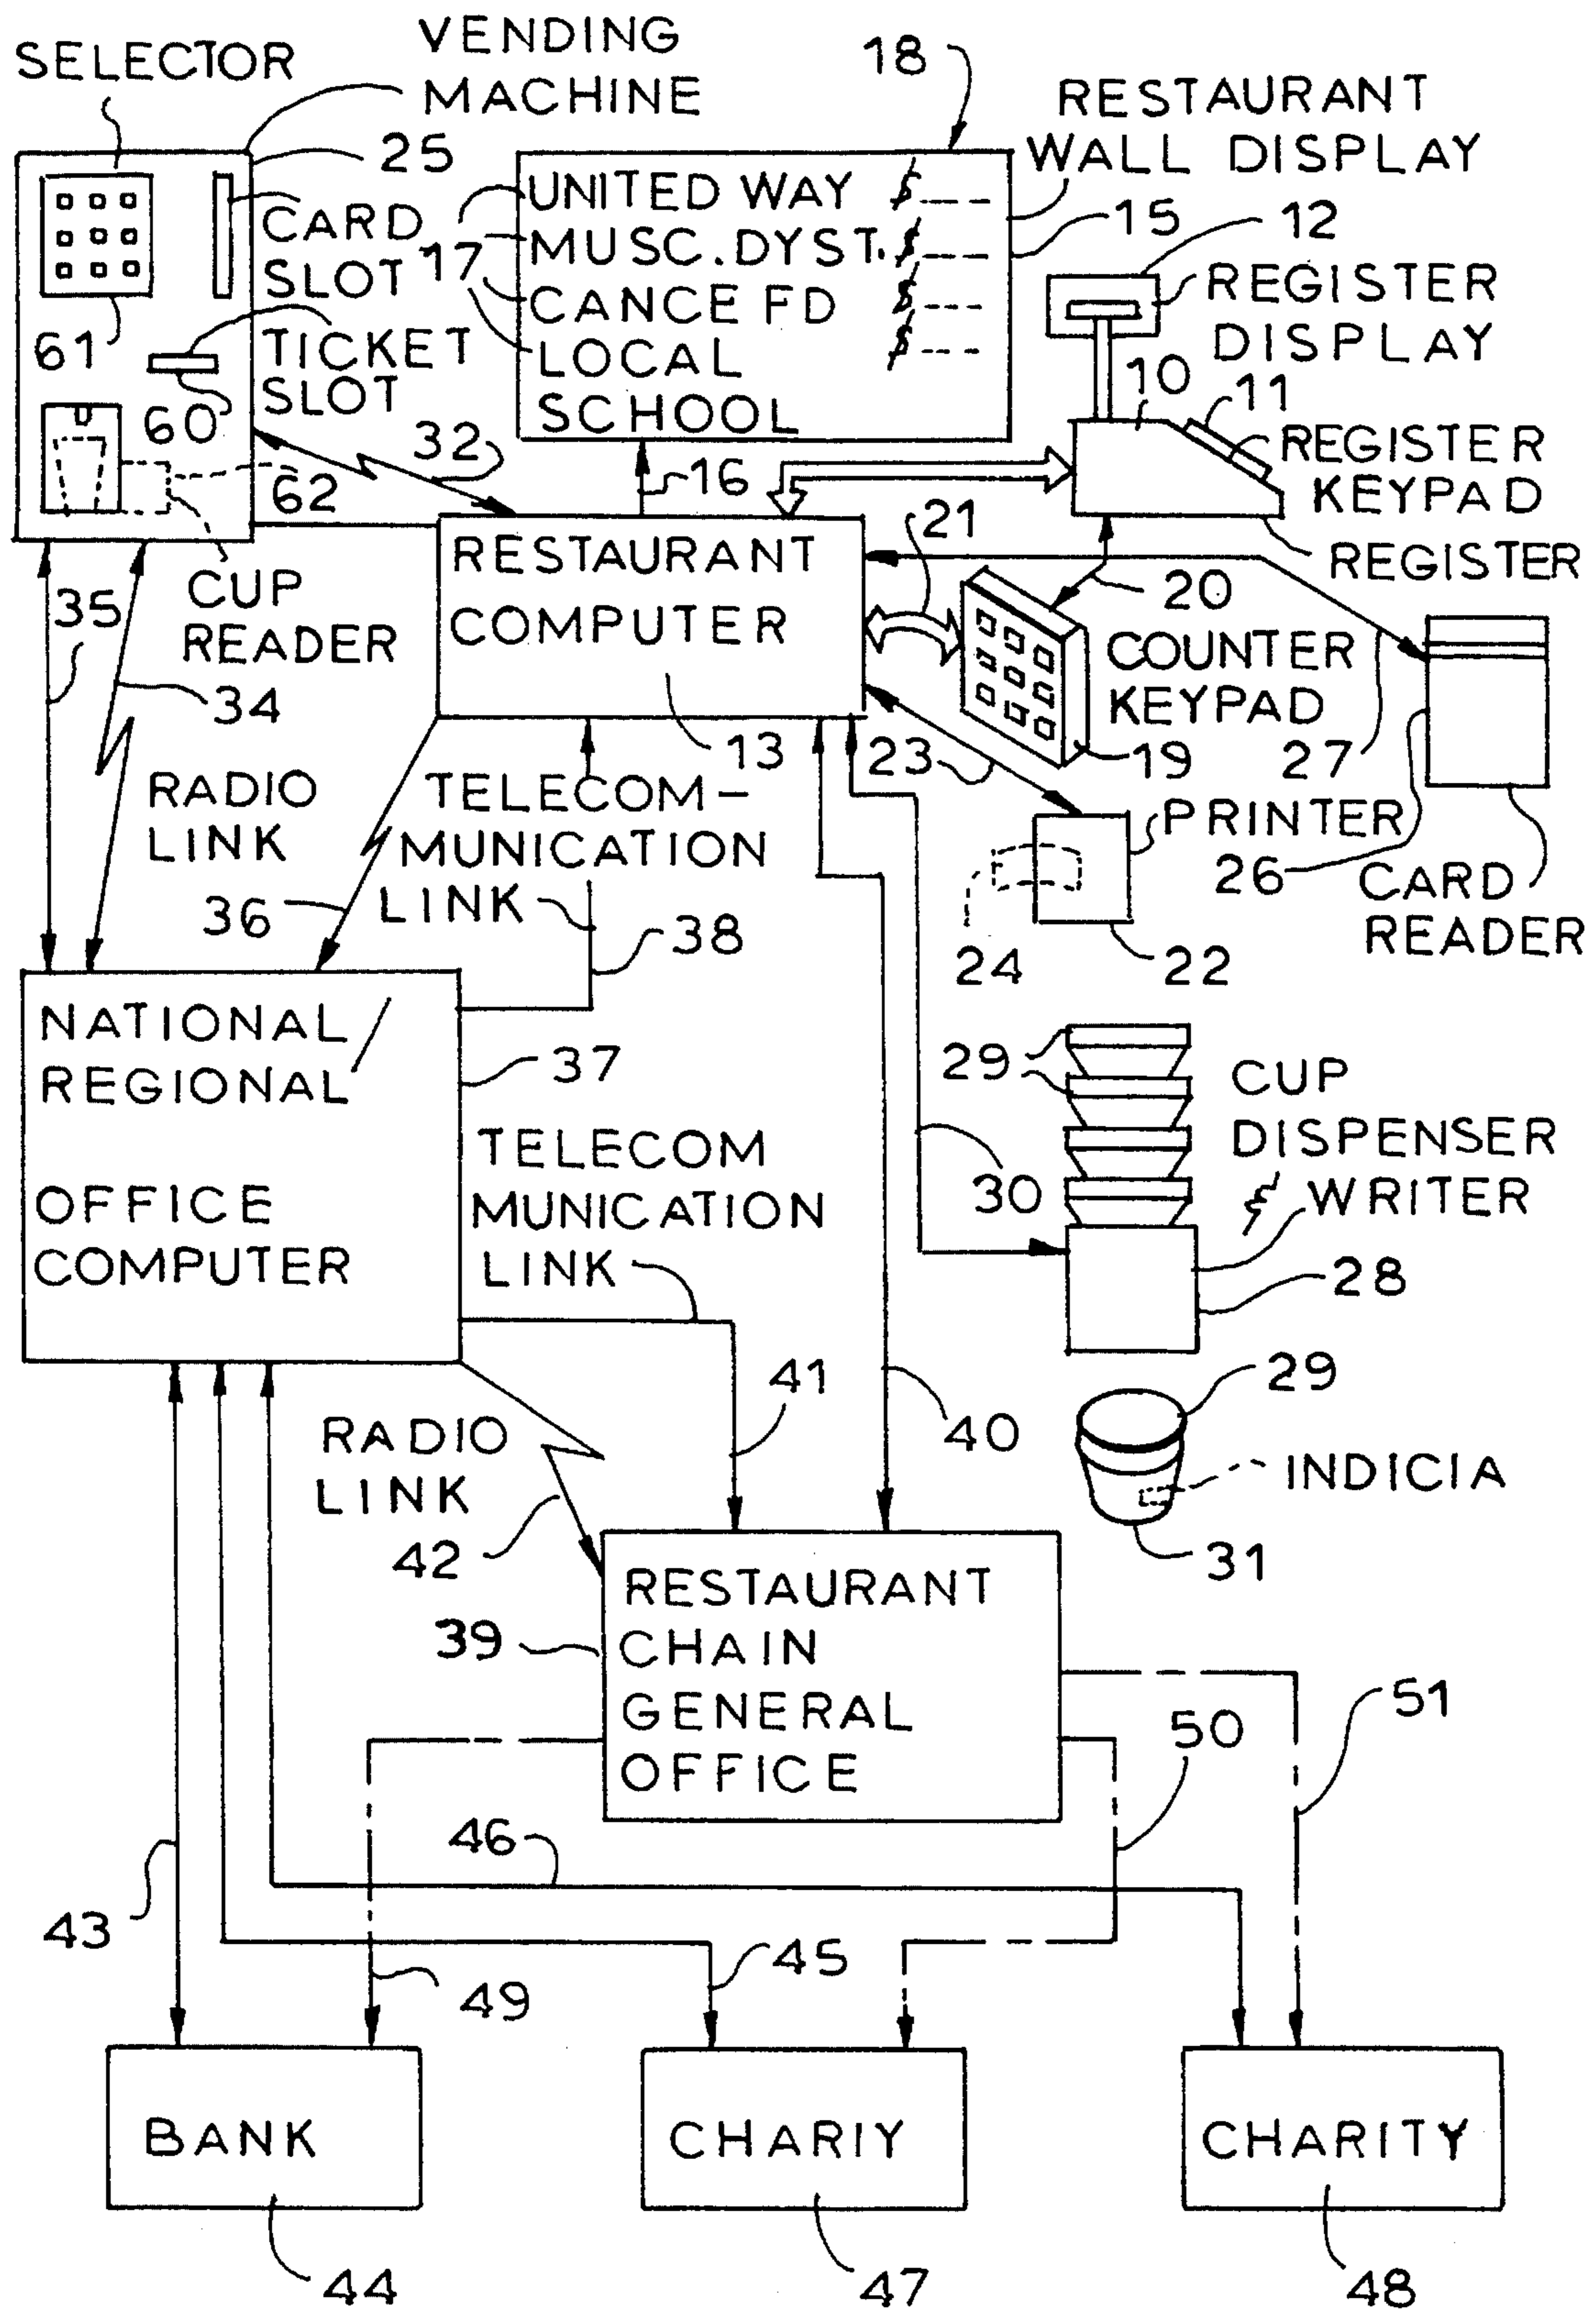 SELECTOR
VENDING
MACHINE
25
CARD
SLOT
61
TICKET
SLOT
60
62
CUP
READER
32
35
34
RADIO
LINK
18
RESTAURANT
WALL DISPLAY
15
17
UNITED WAY $ _ _ _
MUSC. DYST. $ _ _ _
CANCE FD $ _ _ _
LOCAL $ _ _ _
SCHOOL
16
12
REGISTER
DISPLAY
10
11
REGISTER
KEYPAD
REGISTER
21
20
RESTAURANT
COMPUTER
13
COUNTER
KEYPAD
19
27
23
PRINTER
26
CARD
READER
24
22
TELECOM-
MUNICATION
LINK
36
38
NATIONAL /
REGIONAL
OFFICE
COMPUTER
37
29
CUP
DISPENSER
& WRITER
30
28
TELECOM
MUNICATION
LINK
41
40
29
INDICIA
31
RADIO
LINK
42
39
RESTAURANT
CHAIN
GENERAL
OFFICE
51
50
46
43
49
45
BANK
CHARIY
CHARITY
44
47
48